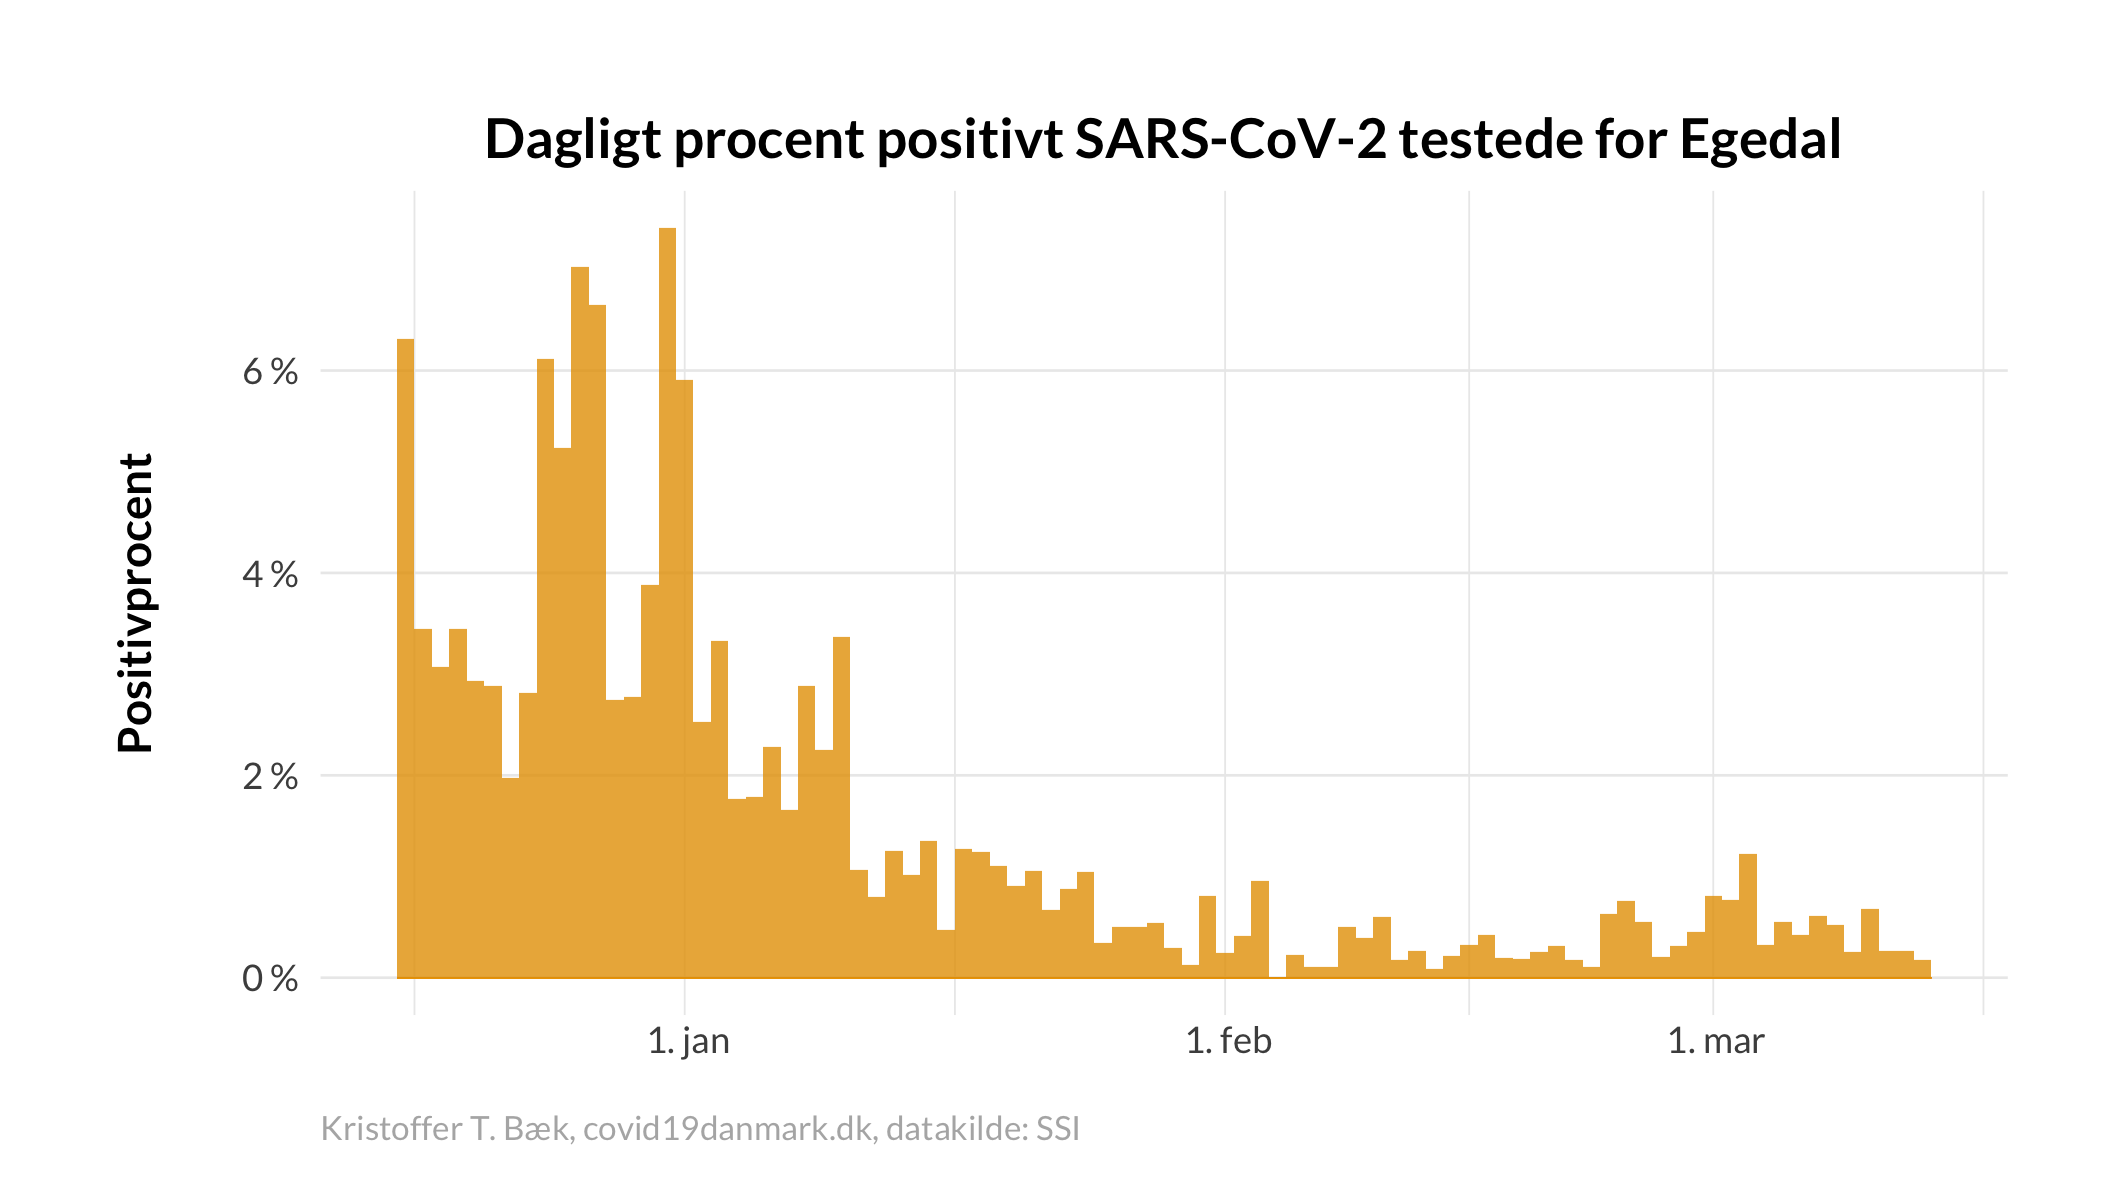 Dagligt procent positivt SARS-CoV-2 testede for Egedal
Positivprocent
6 %
4 %
2 %
0 %
1. jan
1. feb
1. mar
Kristoffer T. Bæk, covid19danmark.dk, datakilde: SSI